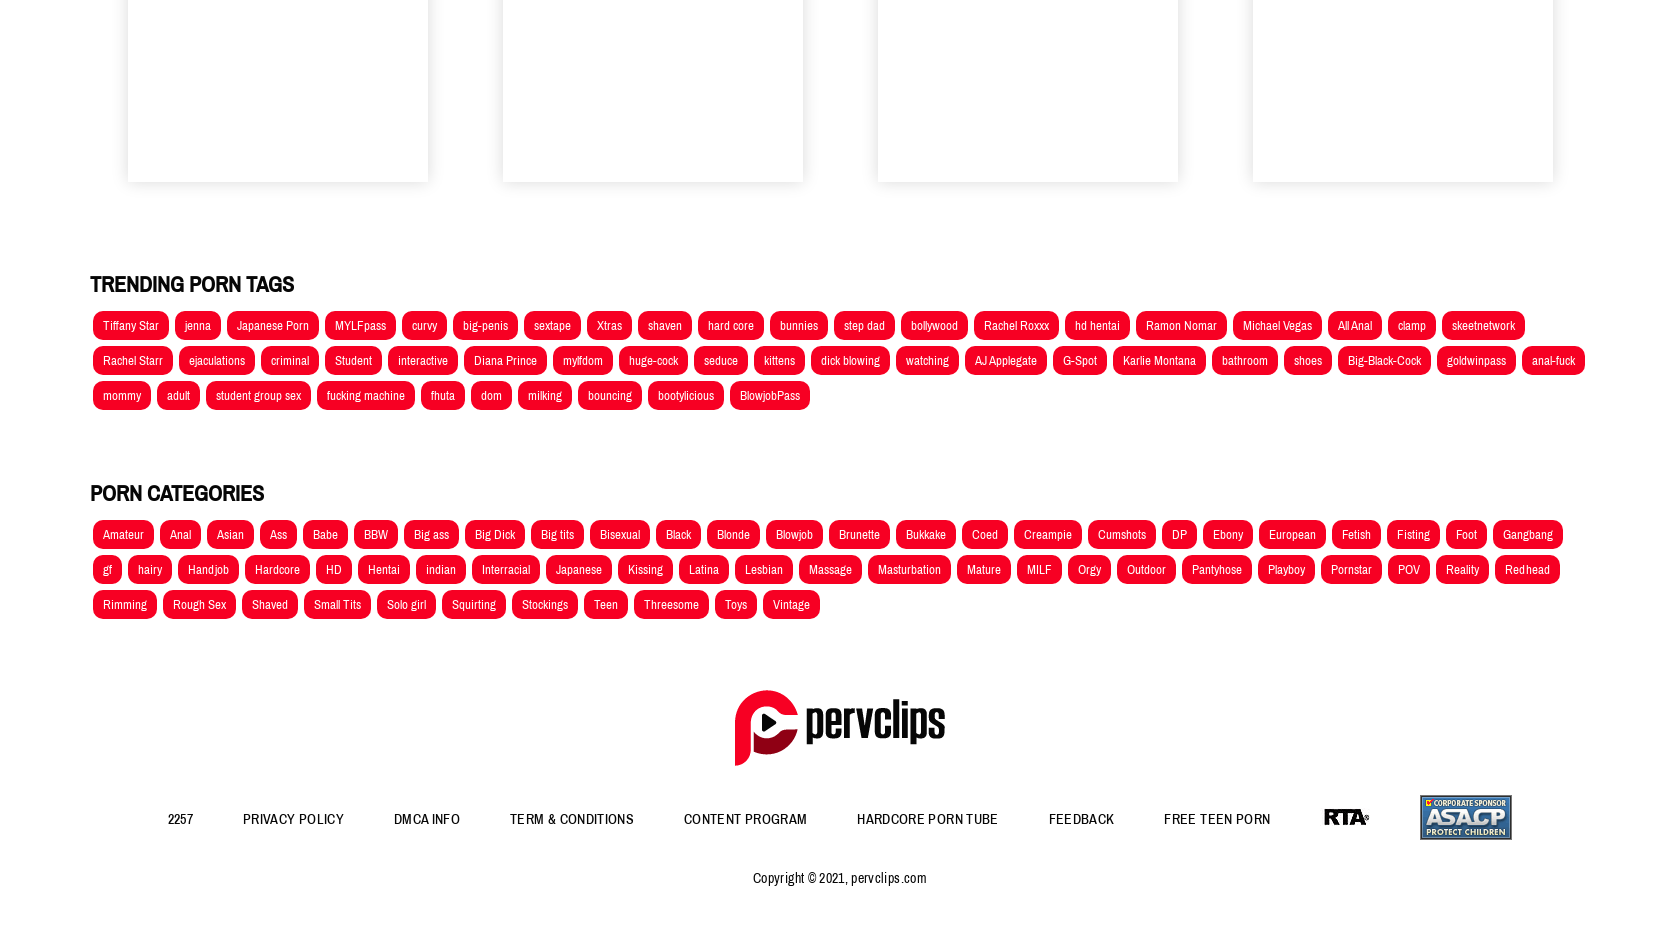 TRENDING PORN TAGS
Tiffany Star jenna Japanese Porn MYLFpass curvy big-penis sextape Xtras shaven hard core bunnies step dad bollywood Rachel Roxxx hd hentai Ramon Nomar Michael Vegas All Anal clamp skeetnetwork
Rachel Starr ejaculations criminal Student interactive Diana Prince mylfdom huge-cock seduce kittens dick blowing watching AJ Applegate G-Spot Karlie Montana bathroom shoes Big-Black-Cock goldwinpass anal-fuck
mommy adult student group sex fucking machine fhuta dom milking bouncing bootylicious BlowjobPass
PORN CATEGORIES
Amateur Anal Asian Ass Babe BBW Big ass Big Dick Big tits Bisexual Black Blonde Blowjob Brunette Bukkake Coed Creampie Cumshots DP Ebony European Fetish Fisting Foot Gangbang
gf hairy Handjob Hardcore HD Hentai indian Interracial Japanese Kissing Latina Lesbian Massage Masturbation Mature MILF Orgy Outdoor Pantyhose Playboy Pornstar POV Reality Redhead
Rimming Rough Sex Shaved Small Tits Solo girl Squirting Stockings Teen Threesome Toys Vintage
pervclips
2257 PRIVACY POLICY DMCA INFO TERM & CONDITIONS CONTENT PROGRAM HARDCORE PORN TUBE FEEDBACK FREE TEEN PORN RTA® CORPORATE SPONSOR
ASACP
PROTECT CHILDREN
Copyright © 2021, pervclips.com